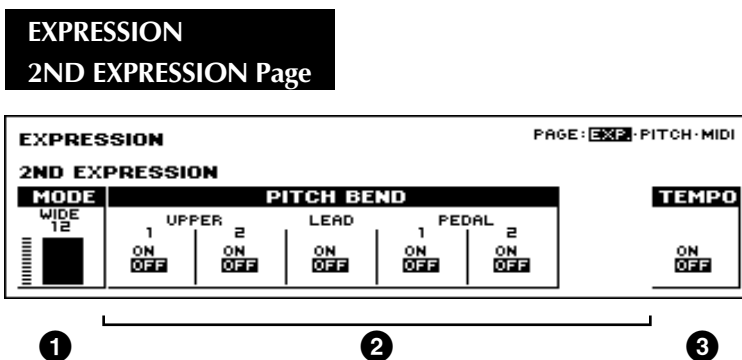 EXPRESSION
2ND EXPRESSION Page
EXPRESSION PAGE:EXP.·PITCH·MIDI
2ND EXPRESSION
MODE PITCH BEND TEMPO
WIDE UPPER LEAD PEDAL
12 1 2 1 2
ON ON ON ON ON ON
OFF OFF OFF OFF OFF OFF
1 2 3